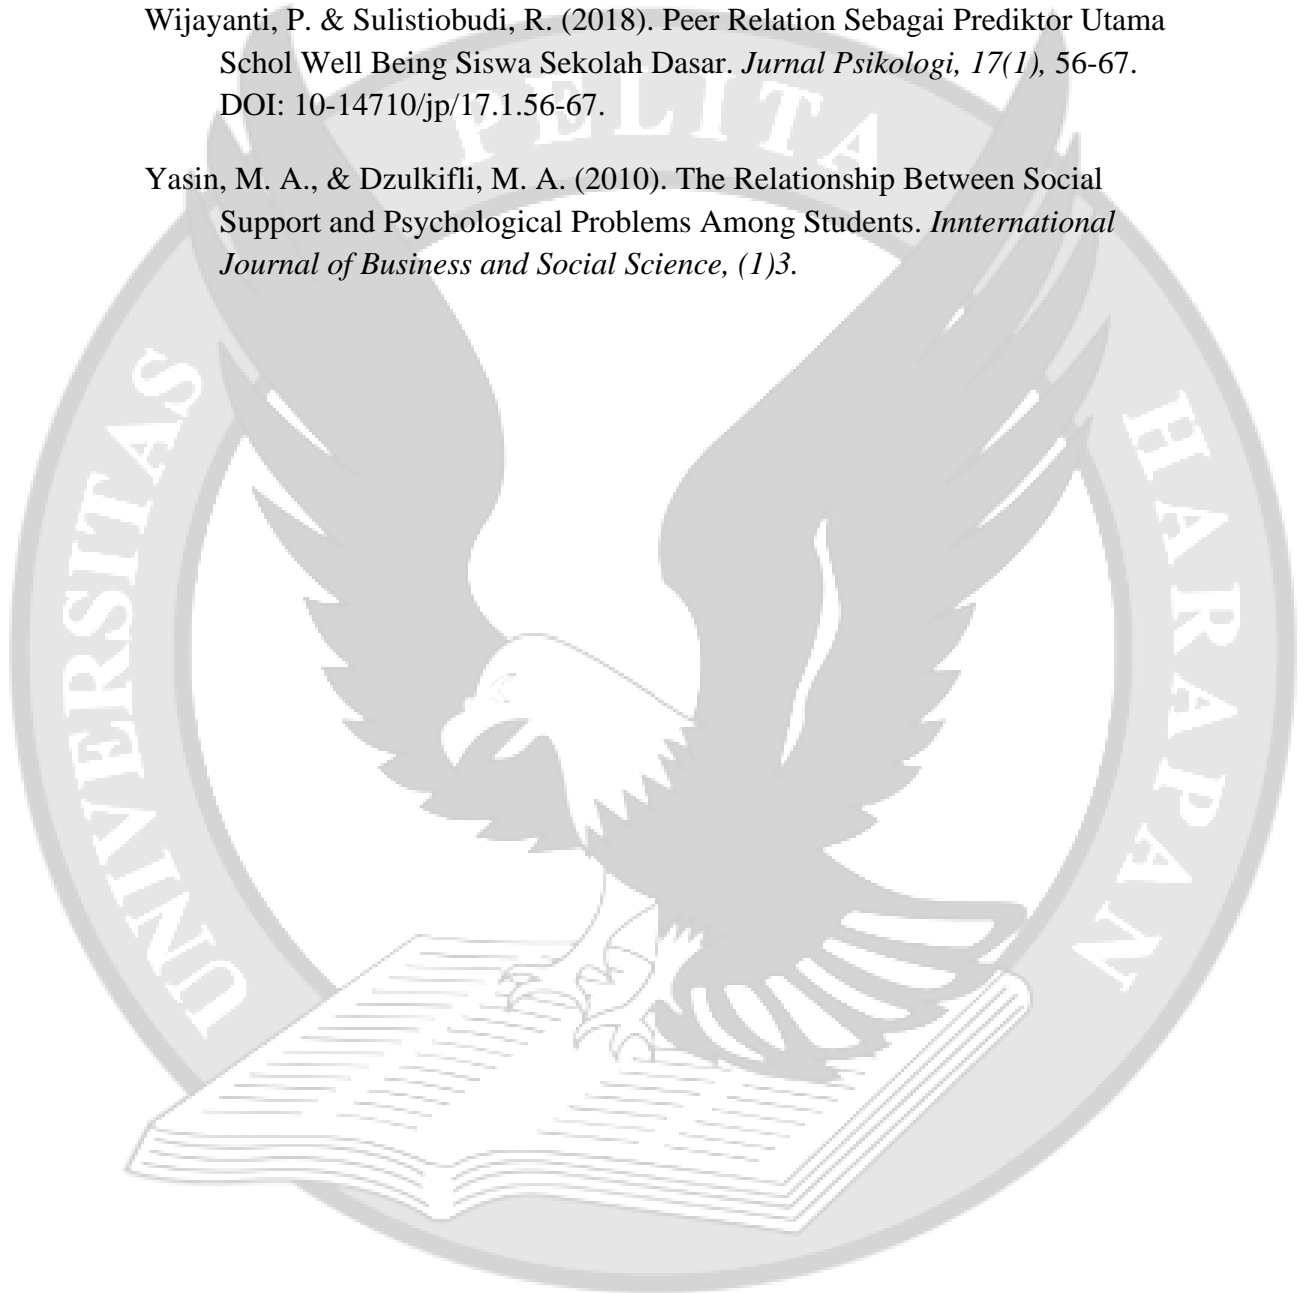 Wijayanti, P. & Sulistiobudi, R. (2018). Peer Relation Sebagai Prediktor Utama
Schol Well Being Siswa Sekolah Dasar. Jurnal Psikologi, 17(1), 56-67.
DOI: 10-14710/jp/17.1.56-67.
Yasin, M. A., & Dzulkifli, M. A. (2010). The Relationship Between Social
Support and Psychological Problems Among Students. Innternational
Journal of Business and Social Science, (1)3.
UNIVERSITAS PELITA HARAPAN